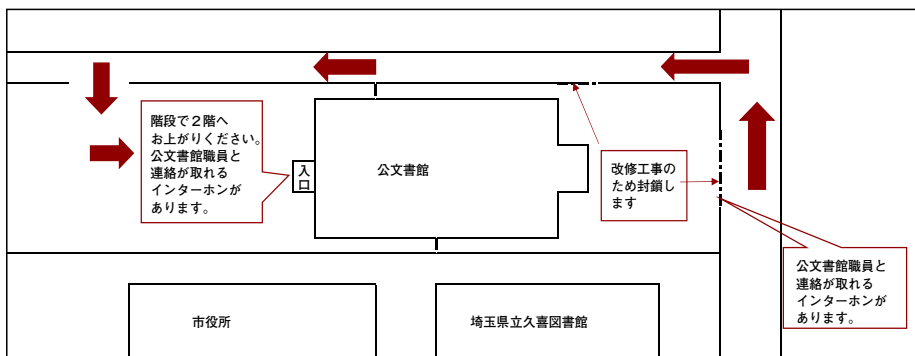 階段で２階へ
お上がりください。
公文書館職員と
連絡が取れる
インターホンが
あります。
入
口
公文書館
改修工事の
ため封鎖し
ます
公文書館職員と
連絡が取れる
インターホンが
あります。
市役所
埼玉県立久喜図書館